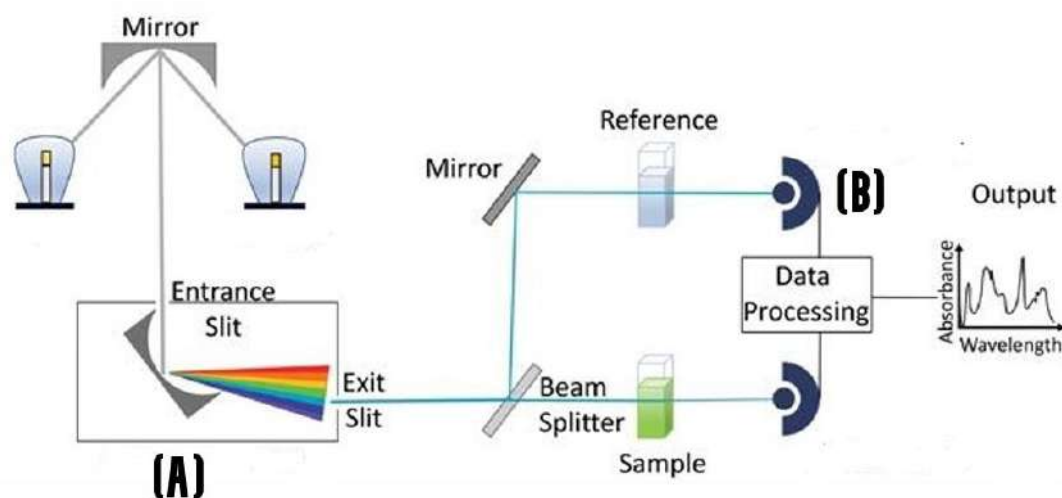 Mirror
Reference
Mirror
(B)
Output
Entrance
Slit
Data
Processing
Absorbance
Wavelength
Exit
Slit
Beam
Splitter
Sample
(A)